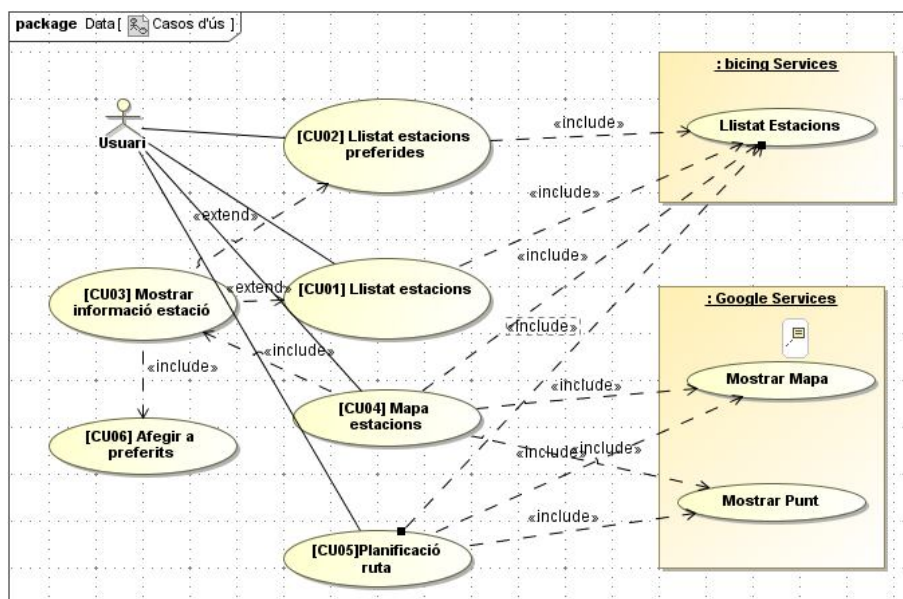 package Data [ Casos d'ús ]
: bicing Services
Usuari
[CU02] Llistat estacions
preferides
«include»
Llistat Estacions
«include»
«extend»
«include»
[CU03] Mostrar
informació estació
«extend»
[CU01] Llistat estacions
: Google Services
«include»
«include»
«include»
«include»
Mostrar Mapa
[CU04] Mapa
estacions
[CU06] Afegir a
preferits
«include»
«include»
Mostrar Punt
«include»
[CU05]Planificació
ruta